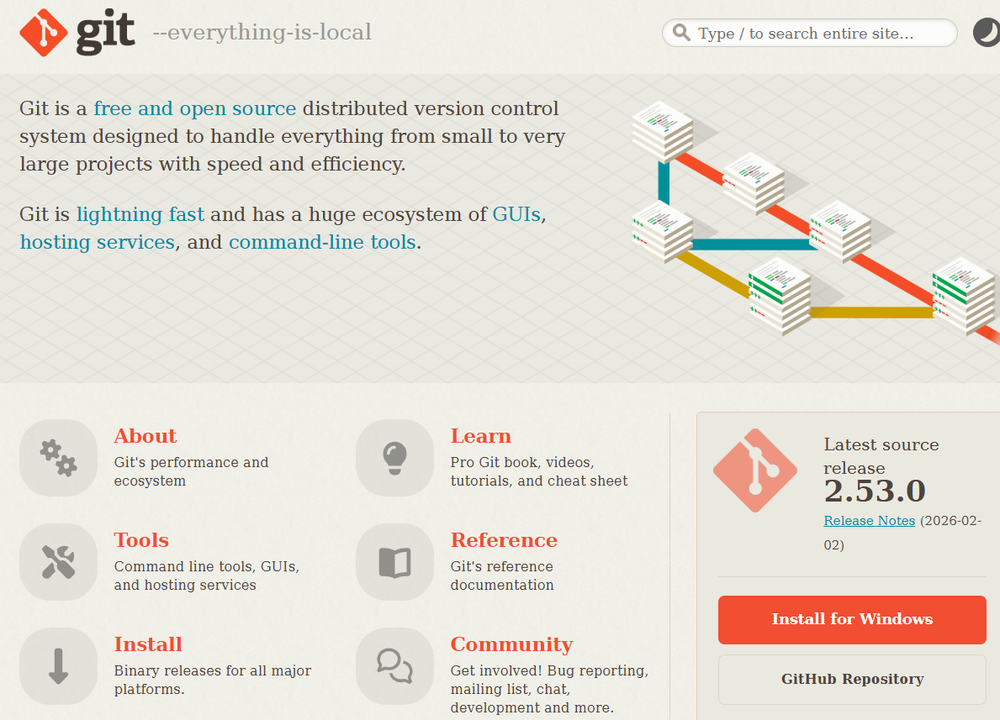 git --everything-is-local
Type / to search entire site...
Git is a free and open source distributed version control
system designed to handle everything from small to very
large projects with speed and efficiency.
Git is lightning fast and has a huge ecosystem of GUIs,
hosting services, and command-line tools.
About
Git's performance and
ecosystem
Learn
Pro Git book, videos,
tutorials, and cheat sheet
Tools
Command line tools, GUIs,
and hosting services
Reference
Git's reference
documentation
Install
Binary releases for all major
platforms.
Community
Get involved! Bug reporting,
mailing list, chat,
development and more.
Latest source
release
2.53.0
Release Notes (2026-02-
02)
Install for Windows
GitHub Repository